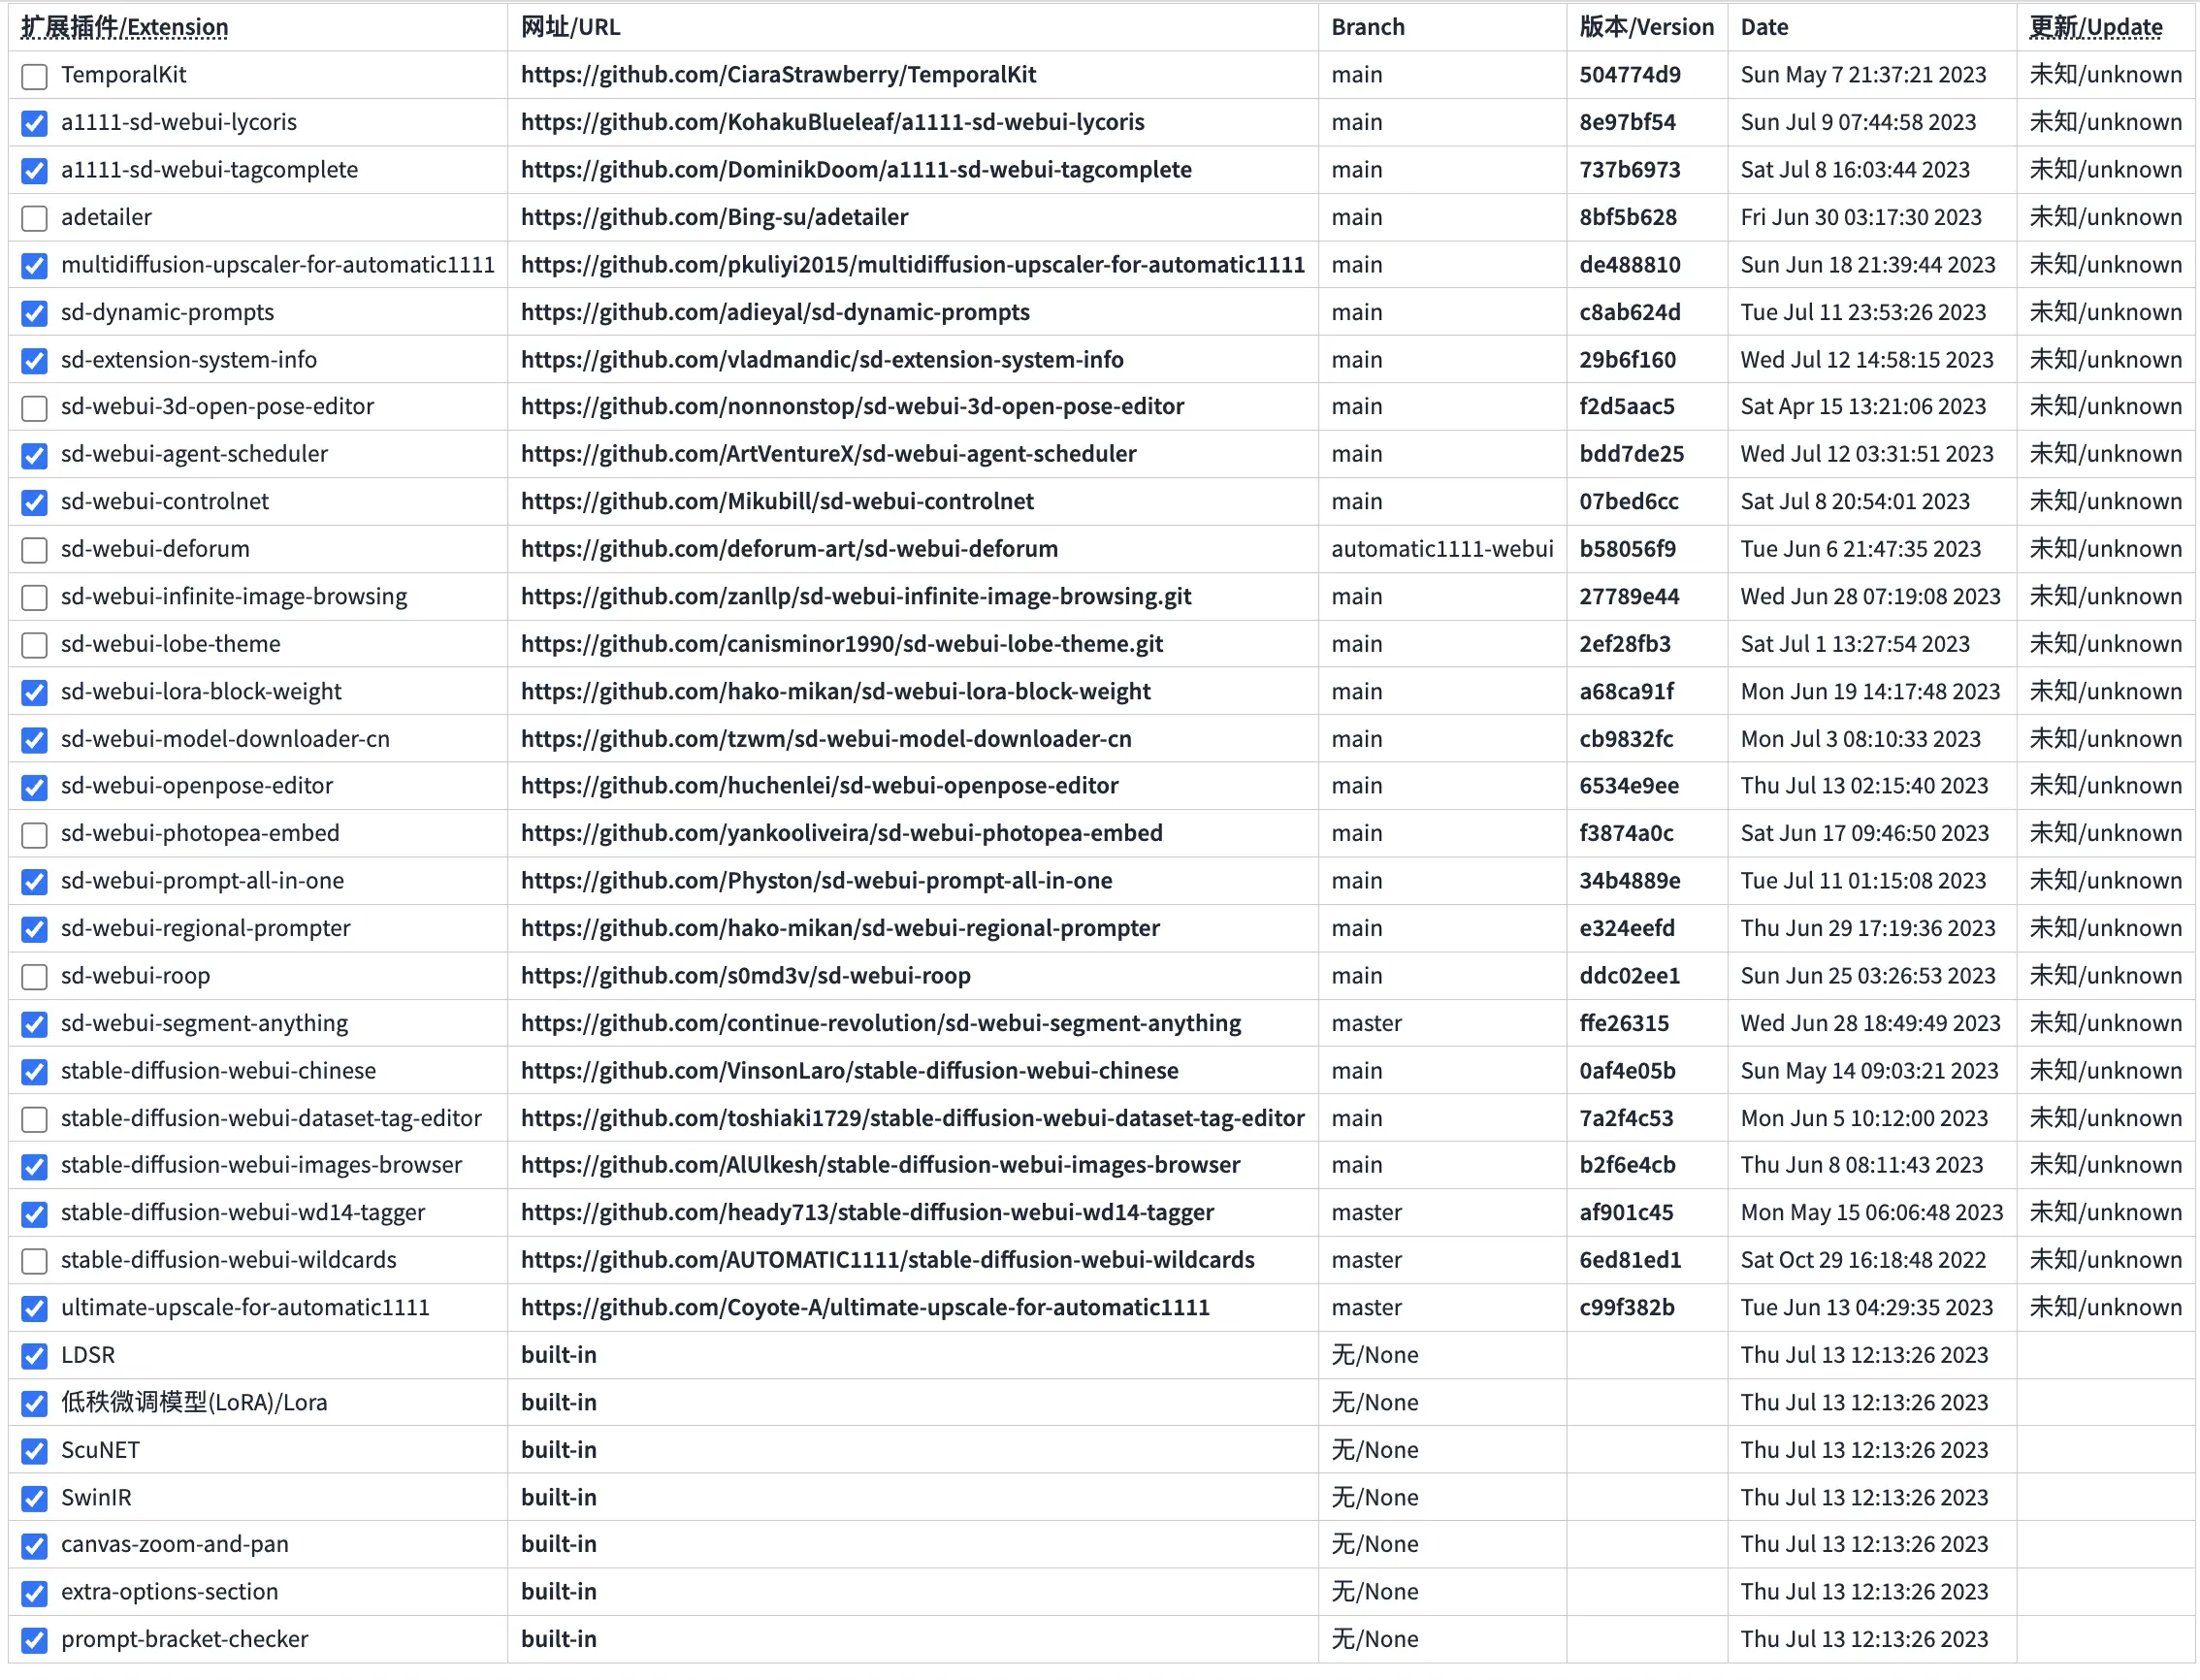 扩展插件/Extension 网址/URL Branch 版本/Version Date 更新/Update
TemporalKit https://github.com/CiaraStrawberry/TemporalKit main 504774d9 Sun May 7 21:37:21 2023 未知/unknown
a1111-sd-webui-lycoris https://github.com/KohakuBlueleaf/a1111-sd-webui-lycoris main 8e97bf54 Sun Jul 9 07:44:58 2023 未知/unknown
a1111-sd-webui-tagcomplete https://github.com/DominikDoom/a1111-sd-webui-tagcomplete main 737b6973 Sat Jul 8 16:03:44 2023 未知/unknown
adetailer https://github.com/Bing-su/adetailer main 8bf5b628 Fri Jun 30 03:17:30 2023 未知/unknown
multidiffusion-upscaler-for-automatic1111 https://github.com/pkuliyi2015/multidiffusion-upscaler-for-automatic1111 main de488810 Sun Jun 18 21:39:44 2023 未知/unknown
sd-dynamic-prompts https://github.com/adieyal/sd-dynamic-prompts main c8ab624d Tue Jul 11 23:53:26 2023 未知/unknown
sd-extension-system-info https://github.com/vladmandic/sd-extension-system-info main 29b6f160 Wed Jul 12 14:58:15 2023 未知/unknown
sd-webui-3d-open-pose-editor https://github.com/nonnonstop/sd-webui-3d-open-pose-editor main f2d5aac5 Sat Apr 15 13:21:06 2023 未知/unknown
sd-webui-agent-scheduler https://github.com/ArtVentureX/sd-webui-agent-scheduler main bdd7de25 Wed Jul 12 03:31:51 2023 未知/unknown
sd-webui-controlnet https://github.com/Mikubill/sd-webui-controlnet main 07bed6cc Sat Jul 8 20:54:01 2023 未知/unknown
sd-webui-deforum https://github.com/deforum-art/sd-webui-deforum automatic1111-webui b58056f9 Tue Jun 6 21:47:35 2023 未知/unknown
sd-webui-infinite-image-browsing https://github.com/zanllp/sd-webui-infinite-image-browsing.git main 27789e44 Wed Jun 28 07:19:08 2023 未知/unknown
sd-webui-lobe-theme https://github.com/canisminor1990/sd-webui-lobe-theme.git main 2ef28fb3 Sat Jul 1 13:27:54 2023 未知/unknown
sd-webui-lora-block-weight https://github.com/hako-mikan/sd-webui-lora-block-weight main a68ca91f Mon Jun 19 14:17:48 2023 未知/unknown
sd-webui-model-downloader-cn https://github.com/tzwm/sd-webui-model-downloader-cn main cb9832fc Mon Jul 3 08:10:33 2023 未知/unknown
sd-webui-openpose-editor https://github.com/huchenlei/sd-webui-openpose-editor main 6534e9ee Thu Jul 13 02:15:40 2023 未知/unknown
sd-webui-photopea-embed https://github.com/yankooliveira/sd-webui-photopea-embed main f3874a0c Sat Jun 17 09:46:50 2023 未知/unknown
sd-webui-prompt-all-in-one https://github.com/Physton/sd-webui-prompt-all-in-one main 34b4889e Tue Jul 11 01:15:08 2023 未知/unknown
sd-webui-regional-prompter https://github.com/hako-mikan/sd-webui-regional-prompter main e324eefd Thu Jun 29 17:19:36 2023 未知/unknown
sd-webui-roop https://github.com/s0md3v/sd-webui-roop main ddc02ee1 Sun Jun 25 03:26:53 2023 未知/unknown
sd-webui-segment-anything https://github.com/continue-revolution/sd-webui-segment-anything master ffe26315 Wed Jun 28 18:49:49 2023 未知/unknown
stable-diffusion-webui-chinese https://github.com/VinsonLaro/stable-diffusion-webui-chinese main 0af4e05b Sun May 14 09:03:21 2023 未知/unknown
stable-diffusion-webui-dataset-tag-editor https://github.com/toshiaki1729/stable-diffusion-webui-dataset-tag-editor main 7a2f4c53 Mon Jun 5 10:12:00 2023 未知/unknown
stable-diffusion-webui-images-browser https://github.com/AlUlkesh/stable-diffusion-webui-images-browser main b2f6e4cb Thu Jun 8 08:11:43 2023 未知/unknown
stable-diffusion-webui-wd14-tagger https://github.com/heady713/stable-diffusion-webui-wd14-tagger master af901c45 Mon May 15 06:06:48 2023 未知/unknown
stable-diffusion-webui-wildcards https://github.com/AUTOMATIC1111/stable-diffusion-webui-wildcards master 6ed81ed1 Sat Oct 29 16:18:48 2022 未知/unknown
ultimate-upscale-for-automatic1111 https://github.com/Coyote-A/ultimate-upscale-for-automatic1111 master c99f382b Tue Jun 13 04:29:35 2023 未知/unknown
LDSR built-in 无/None Thu Jul 13 12:13:26 2023
低秩微调模型(LoRA)/Lora built-in 无/None Thu Jul 13 12:13:26 2023
ScuNET built-in 无/None Thu Jul 13 12:13:26 2023
SwinIR built-in 无/None Thu Jul 13 12:13:26 2023
canvas-zoom-and-pan built-in 无/None Thu Jul 13 12:13:26 2023
extra-options-section built-in 无/None Thu Jul 13 12:13:26 2023
prompt-bracket-checker built-in 无/None Thu Jul 13 12:13:26 2023